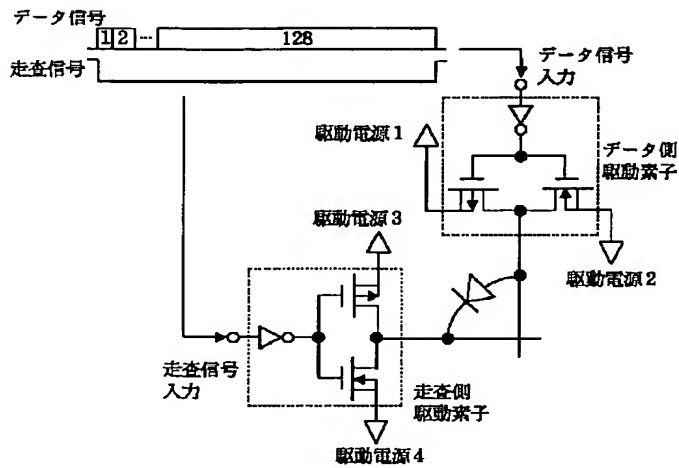 データ信号
1 2 … 128
走査信号
データ信号
入力
駆動電源1
データ側
駆動素子
駆動電源3
駆動電源2
走査信号
入力
走査側
駆動素子
駆動電源4